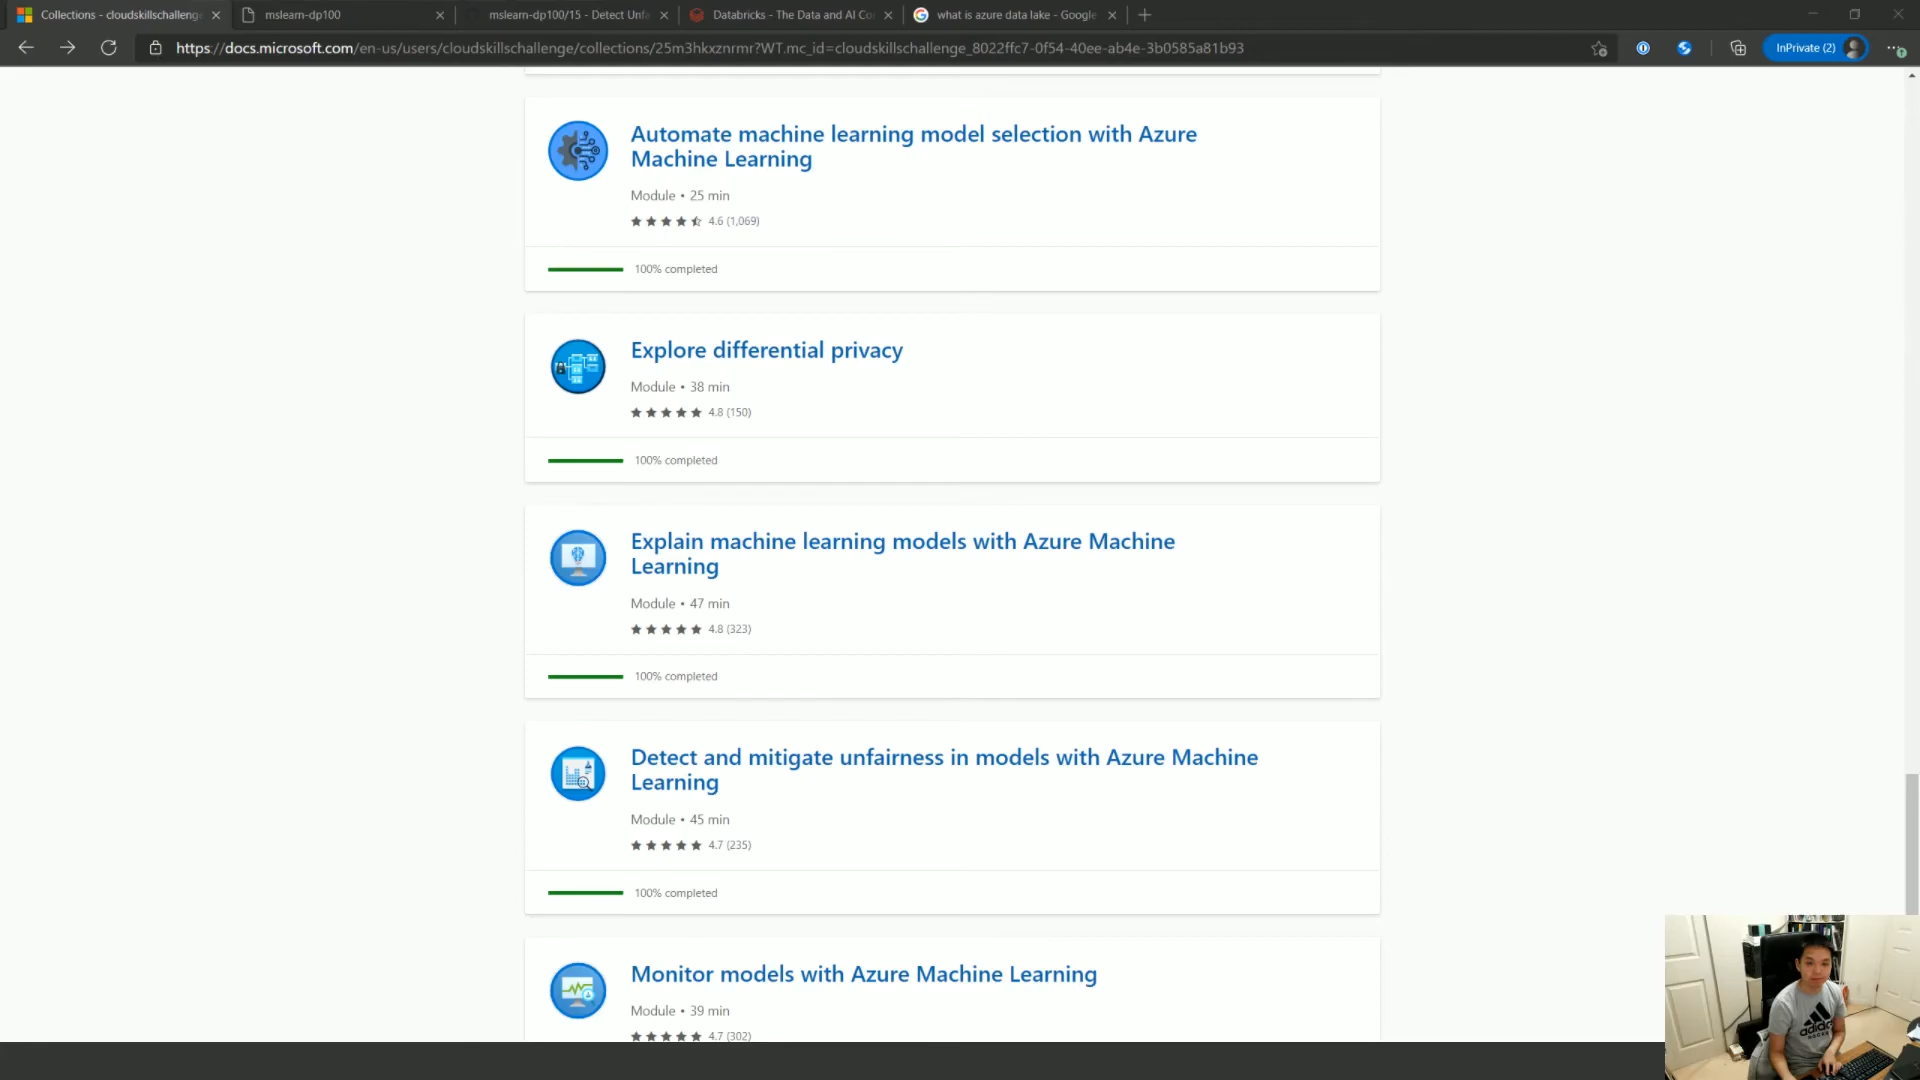 Collections - cloudskillschallenge
mslearn-dp100
mslearn-dp100/15 - Detect Unfa
Databricks - The Data and AI Co
what is azure data lake - Google
https://docs.microsoft.com/en-us/users/cloudskillschallenge/collections/25m3hkxznrmr?WT.mc_id=cloudskillschallenge_8022ffc7-0f54-40ee-ab4e-3b0585a81b93
InPrivate (2)
Automate machine learning model selection with Azure
Machine Learning
Module • 25 min
4.6 (1,069)
100% completed
Explore differential privacy
Module • 38 min
4.8 (150)
100% completed
Explain machine learning models with Azure Machine
Learning
Module • 47 min
4.8 (323)
100% completed
Detect and mitigate unfairness in models with Azure Machine
Learning
Module • 45 min
4.7 (235)
100% completed
Monitor models with Azure Machine Learning
Module • 39 min
4.7 (302)
adidas